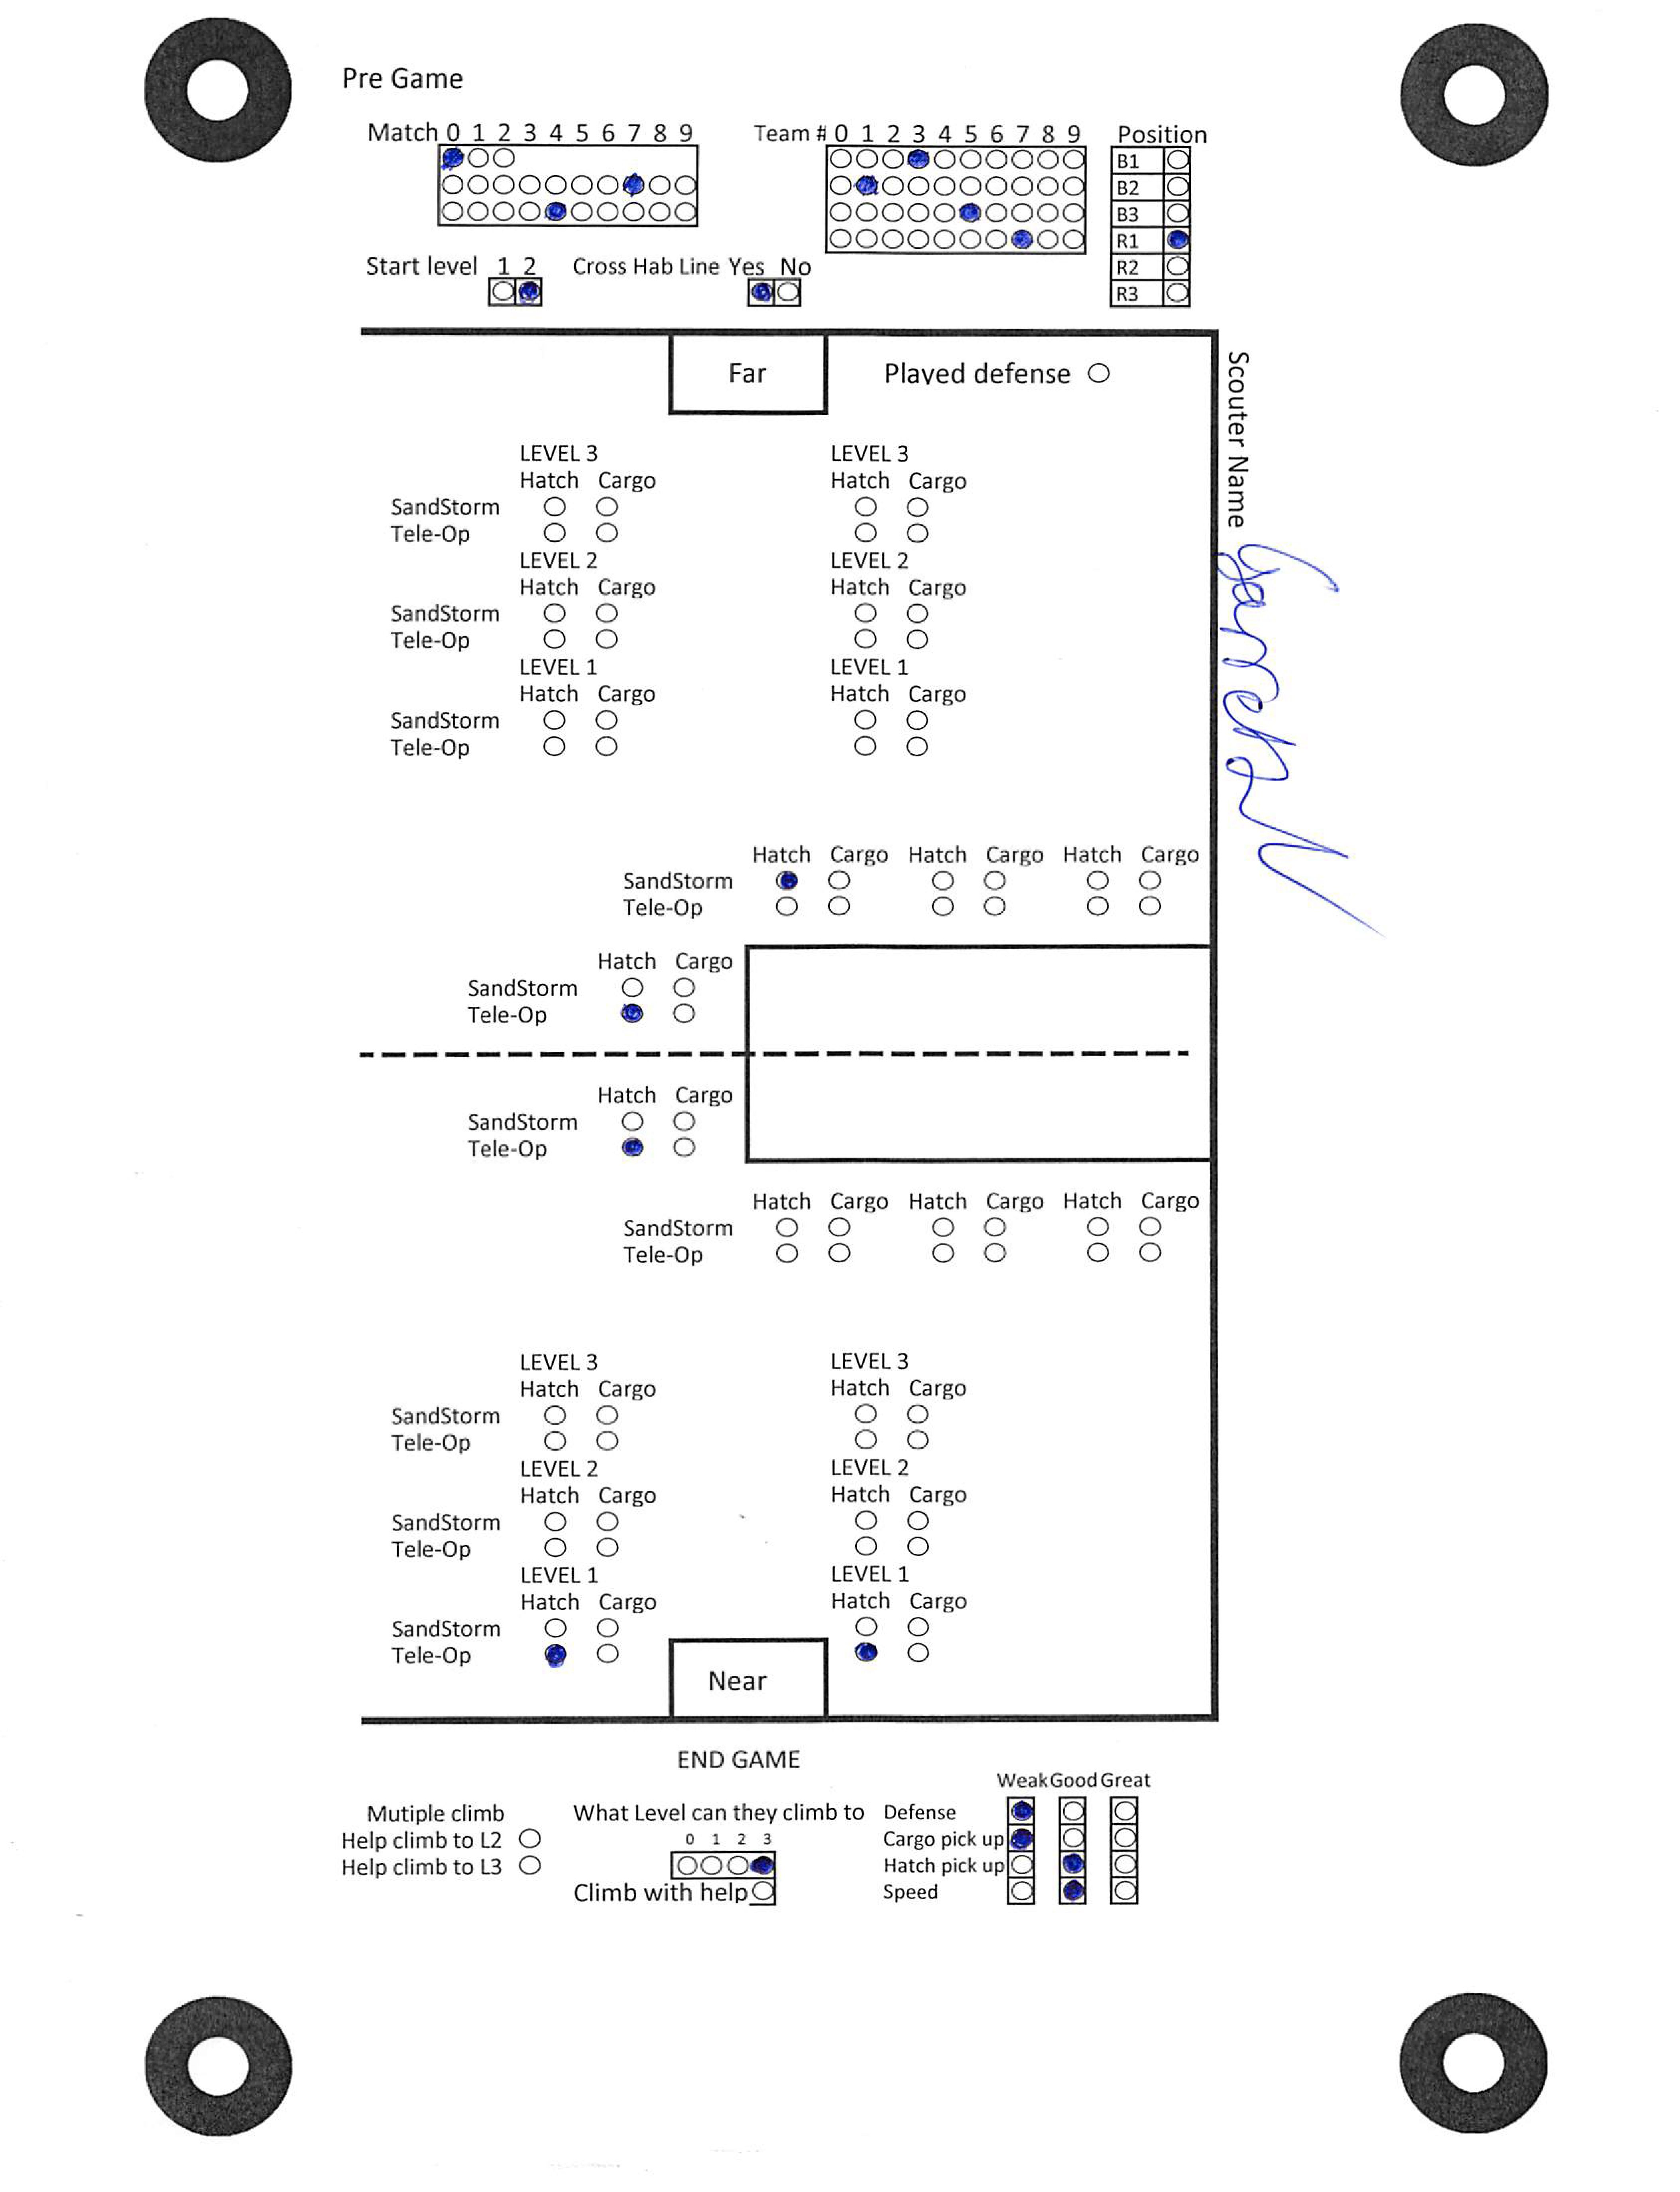 Pre Game
Match 0 1 2 3 4 5 6 7 8 9
Team # 0 1 2 3 4 5 6 7 8 9
Position
B1
B2
B3
R1
R2
R3
Start level 1 2
Cross Hab Line Yes No
Far
Played defense
Scouter Name
LEVEL 3 LEVEL 3
Hatch Cargo Hatch Cargo
SandStorm
Tele-Op
LEVEL 2 LEVEL 2
Hatch Cargo Hatch Cargo
SandStorm
Tele-Op
LEVEL 1 LEVEL 1
Hatch Cargo Hatch Cargo
SandStorm
Tele-Op
Hatch Cargo Hatch Cargo Hatch Cargo
SandStorm
Tele-Op
Hatch Cargo
SandStorm
Tele-Op
Hatch Cargo
SandStorm
Tele-Op
Hatch Cargo Hatch Cargo Hatch Cargo
SandStorm
Tele-Op
LEVEL 3 LEVEL 3
Hatch Cargo Hatch Cargo
SandStorm
Tele-Op
LEVEL 2 LEVEL 2
Hatch Cargo Hatch Cargo
SandStorm
Tele-Op
LEVEL 1 LEVEL 1
Hatch Cargo Hatch Cargo
SandStorm
Tele-Op
Near
END GAME
Mutiple climb
Help climb to L2
Help climb to L3
What Level can they climb to
0 1 2 3
Climb with help
Weak Good Great
Defense
Cargo pick up
Hatch pick up
Speed